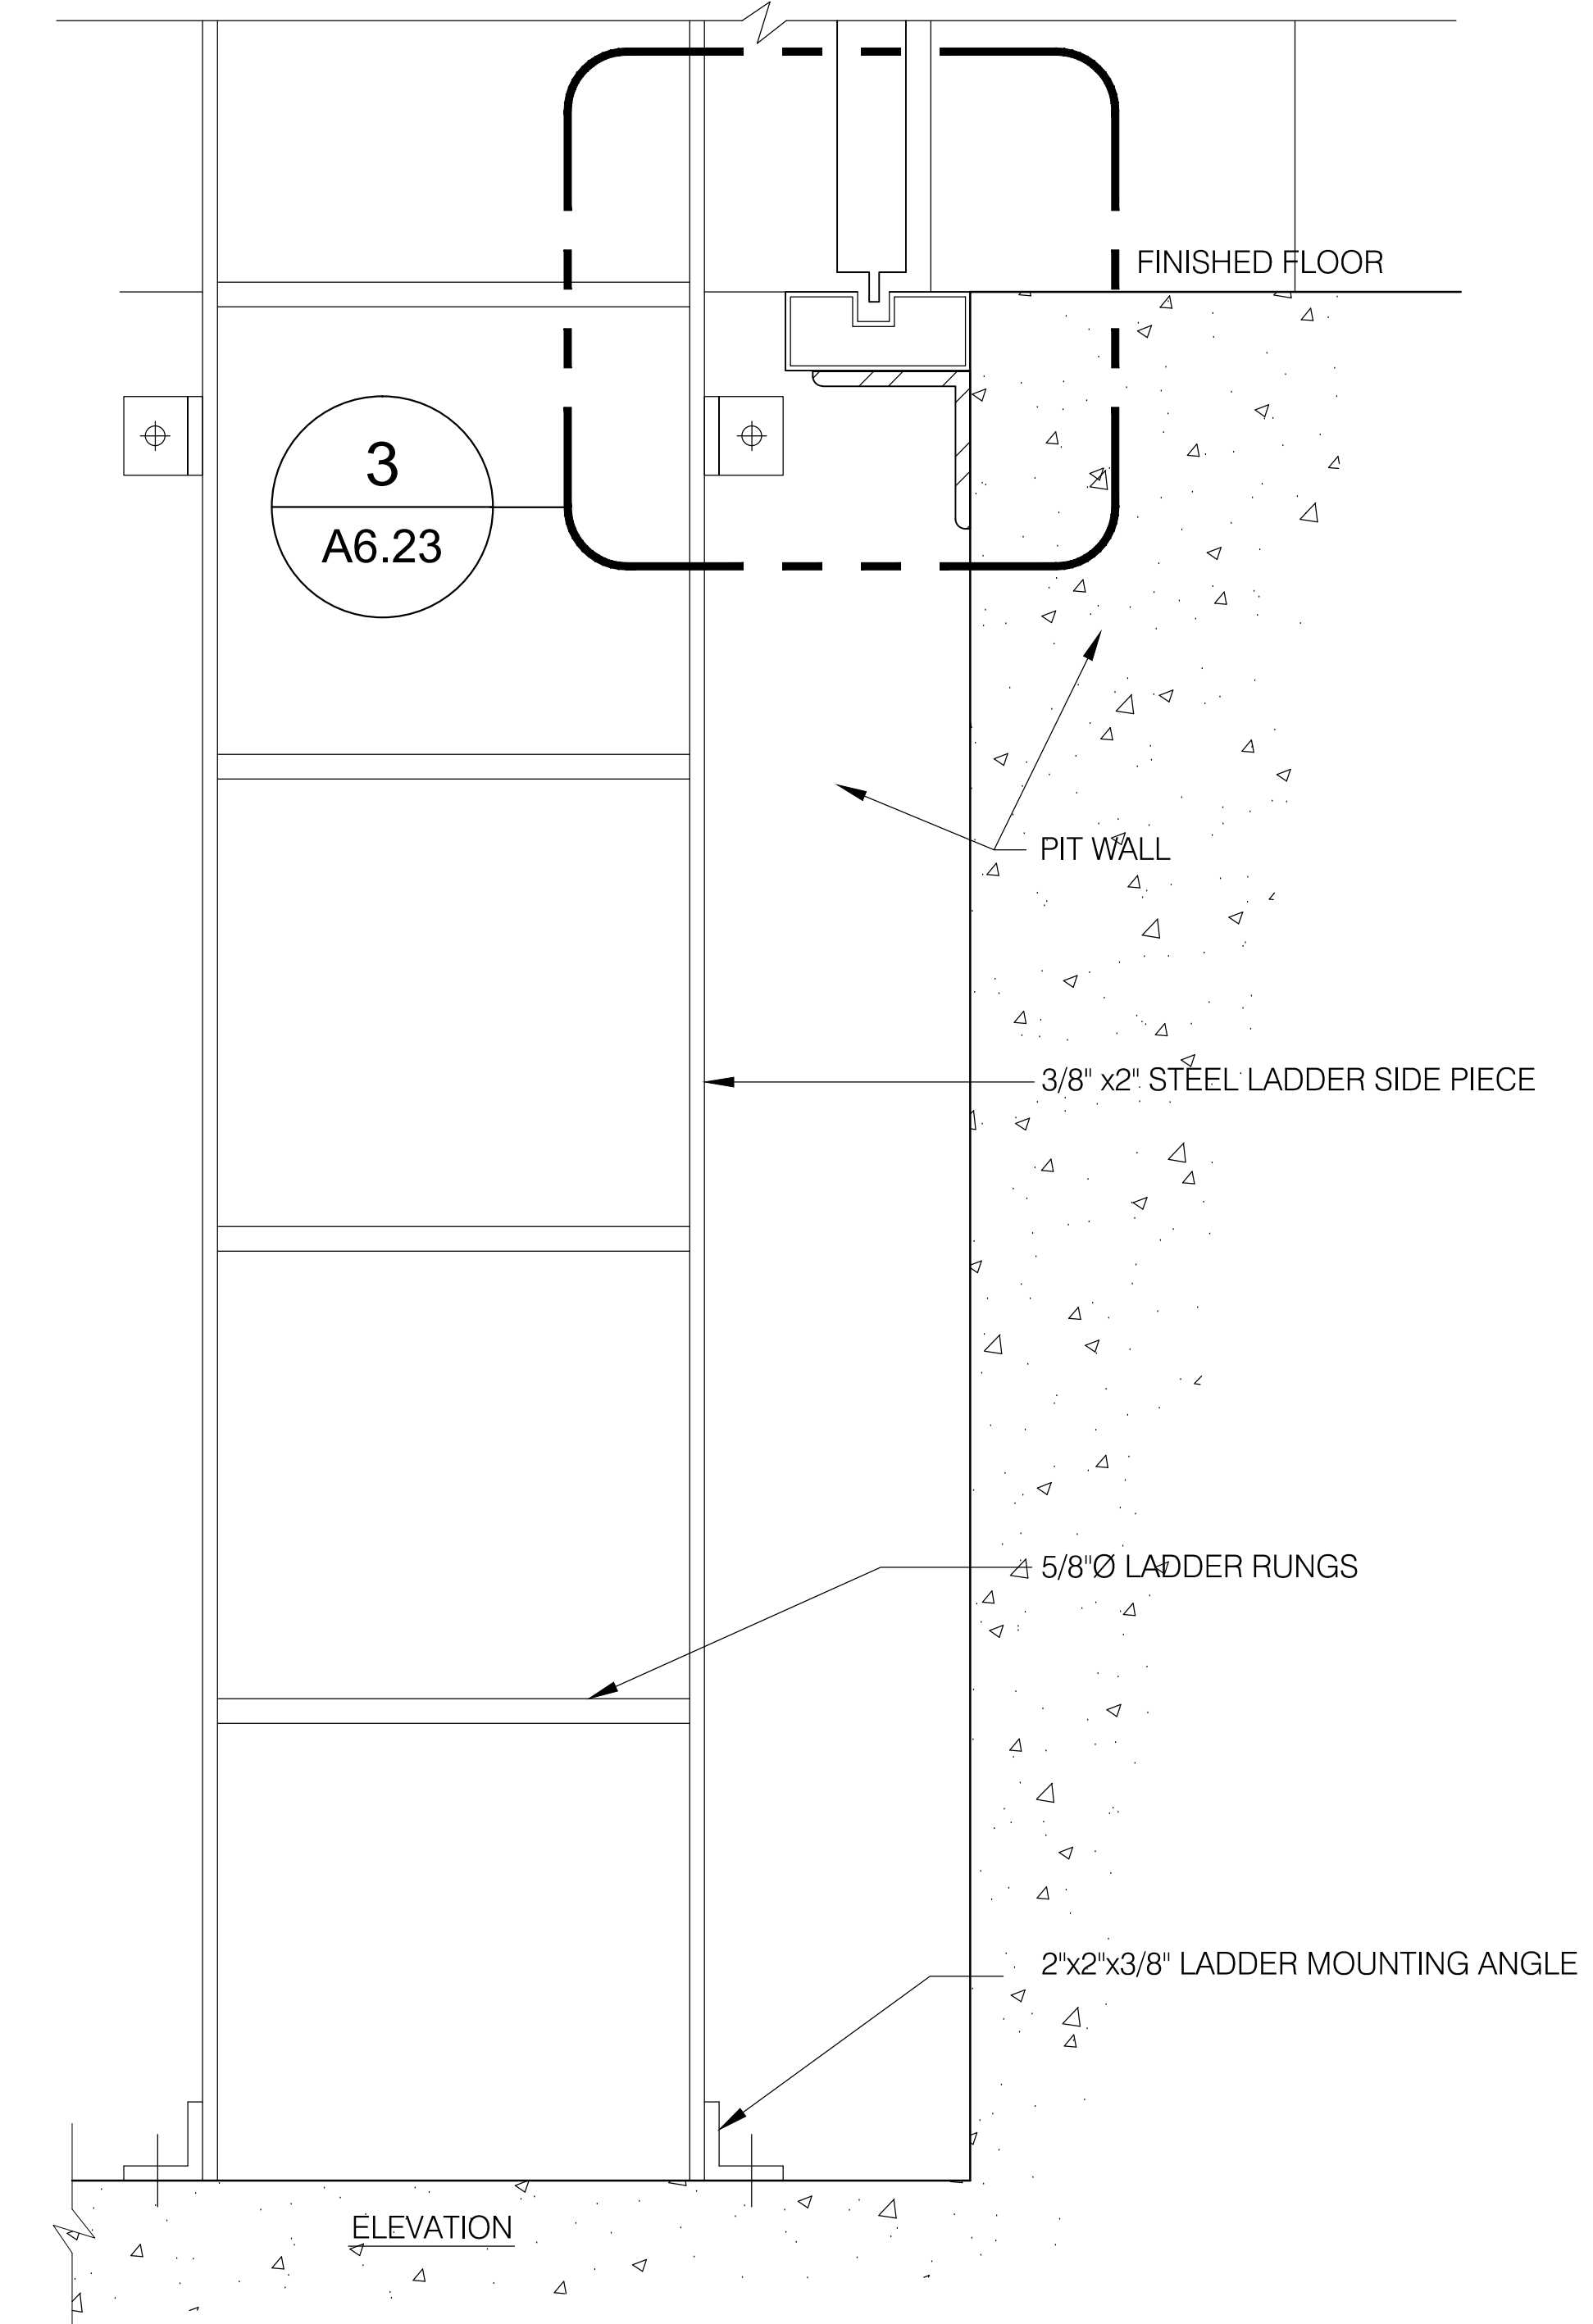 FINISHED FLOOR
3
A6.23
PIT WALL
3/8" x2" STEEL LADDER SIDE PIECE
5/8"Ø LADDER RUNGS
2"x2"x3/8" LADDER MOUNTING ANGLE
ELEVATION